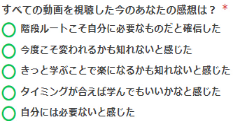 すべての動画を視聴した今のあなたの感想は？ *
階段ルートこそ自分に必要なものだと確信した
今度こそ変われるかも知れないと感じた
きっと学ぶことで楽になるかも知れないと感じた
タイミングが合えば学んでもいいかなと感じた
自分には必要ないと感じた